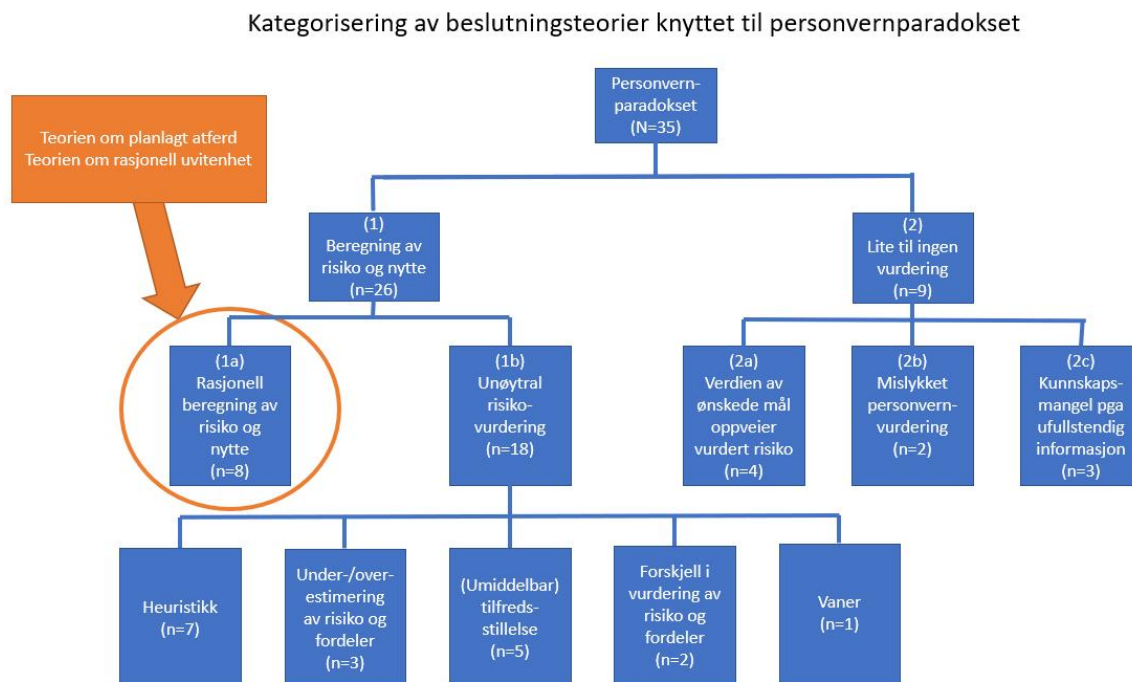 Kategorisering av beslutningsteorier knyttet til personvernparadokset
Personvern-
paradokset
(N=35)
Teorien om planlagt atferd
Teorien om rasjonell uvitenhet
(1)
Beregning av
risiko og nytte
(n=26)
(2)
Lite til ingen
vurdering
(n=9)
(1a)
Rasjonell
beregning av
risiko og
nytte
(n=8)
(1b)
Unøytral
risiko-
vurdering
(n=18)
(2a)
Verdien av
ønskede mål
oppveier
vurdert risiko
(n=4)
(2b)
Mislykket
personvern-
vurdering
(n=2)
(2c)
Kunnskaps-
mangel pga
ufullstendig
informasjon
(n=3)
Heuristikk
(n=7)
Under-/over-
estimering
av risiko og
fordeler
(n=3)
(Umiddelbar)
tilfreds-
stillelse
(n=5)
Forskjell i
vurdering av
risiko og
fordeler
(n=2)
Vaner
(n=1)